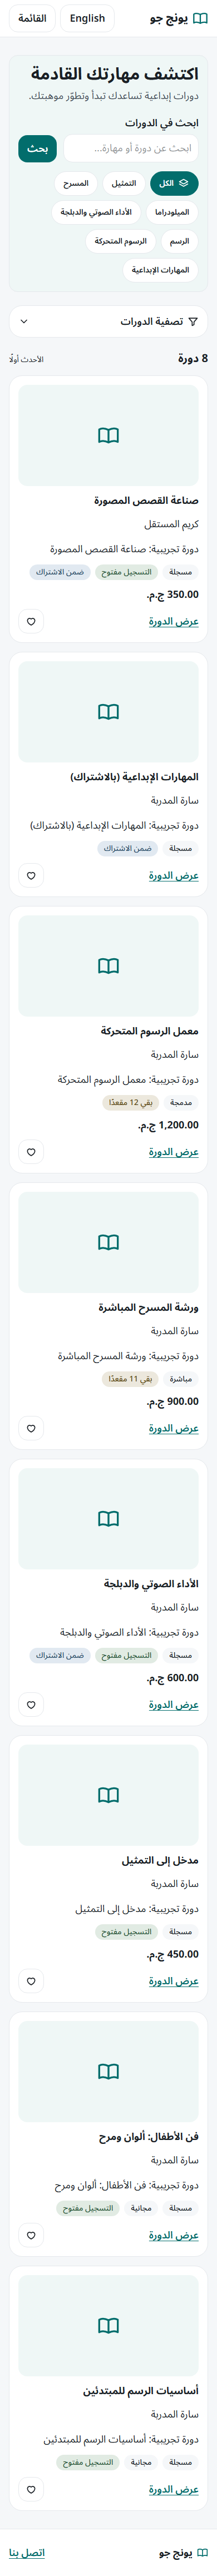 يونج جو
English
القائمة
اكتشف مهارتك القادمة
دورات إبداعية تساعدك تبدأ وتطوّر موهبتك.
ابحث في الدورات
ابحث عن دورة أو مهارة...
بحث
الكل
التمثيل
المسرح
الميلودراما
الأداء الصوتي والدبلجة
الرسم
الرسوم المتحركة
المهارات الإبداعية
تصفية الدورات
8 دورة
الأحدث أولًا
صناعة القصص المصورة
كريم المستقل
دورة تجريبية: صناعة القصص المصورة
مسجلة
التسجيل مفتوح
ضمن الاشتراك
350.00 ج.م.
عرض الدورة
المهارات الإبداعية (بالاشتراك)
سارة المدربة
دورة تجريبية: المهارات الإبداعية (بالاشتراك)
مسجلة
ضمن الاشتراك
عرض الدورة
معمل الرسوم المتحركة
سارة المدربة
دورة تجريبية: معمل الرسوم المتحركة
مدمجة
بقي 12 مقعدًا
1,200.00 ج.م.
عرض الدورة
ورشة المسرح المباشرة
سارة المدربة
دورة تجريبية: ورشة المسرح المباشرة
مباشرة
بقي 11 مقعدًا
900.00 ج.م.
عرض الدورة
الأداء الصوتي والدبلجة
سارة المدربة
دورة تجريبية: الأداء الصوتي والدبلجة
مسجلة
التسجيل مفتوح
ضمن الاشتراك
600.00 ج.م.
عرض الدورة
مدخل إلى التمثيل
سارة المدربة
دورة تجريبية: مدخل إلى التمثيل
مسجلة
التسجيل مفتوح
450.00 ج.م.
عرض الدورة
فن الأطفال: ألوان ومرح
سارة المدربة
دورة تجريبية: فن الأطفال: ألوان ومرح
مسجلة
مجانية
التسجيل مفتوح
عرض الدورة
أساسيات الرسم للمبتدئين
سارة المدربة
دورة تجريبية: أساسيات الرسم للمبتدئين
مسجلة
مجانية
التسجيل مفتوح
عرض الدورة
يونج جو
اتصل بنا